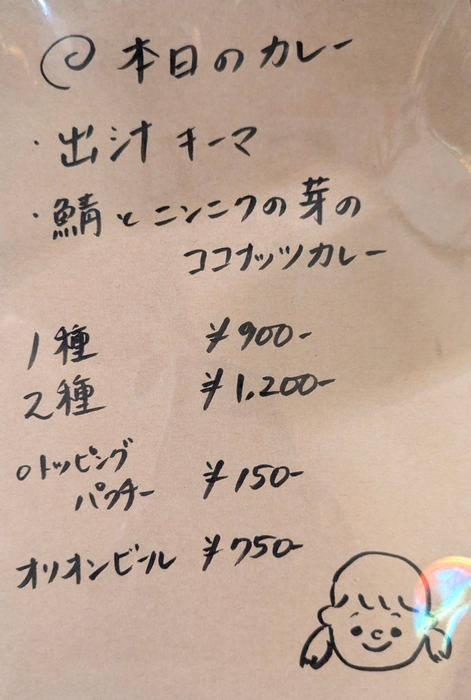 本日のカレー
・出汁キーマ
・鯖とニンニクの芽の
ココナッツカレー
1種 ¥900-
2種 ¥1,200-
○トッピング
パクチー ¥150-
オリオンビール ¥750-